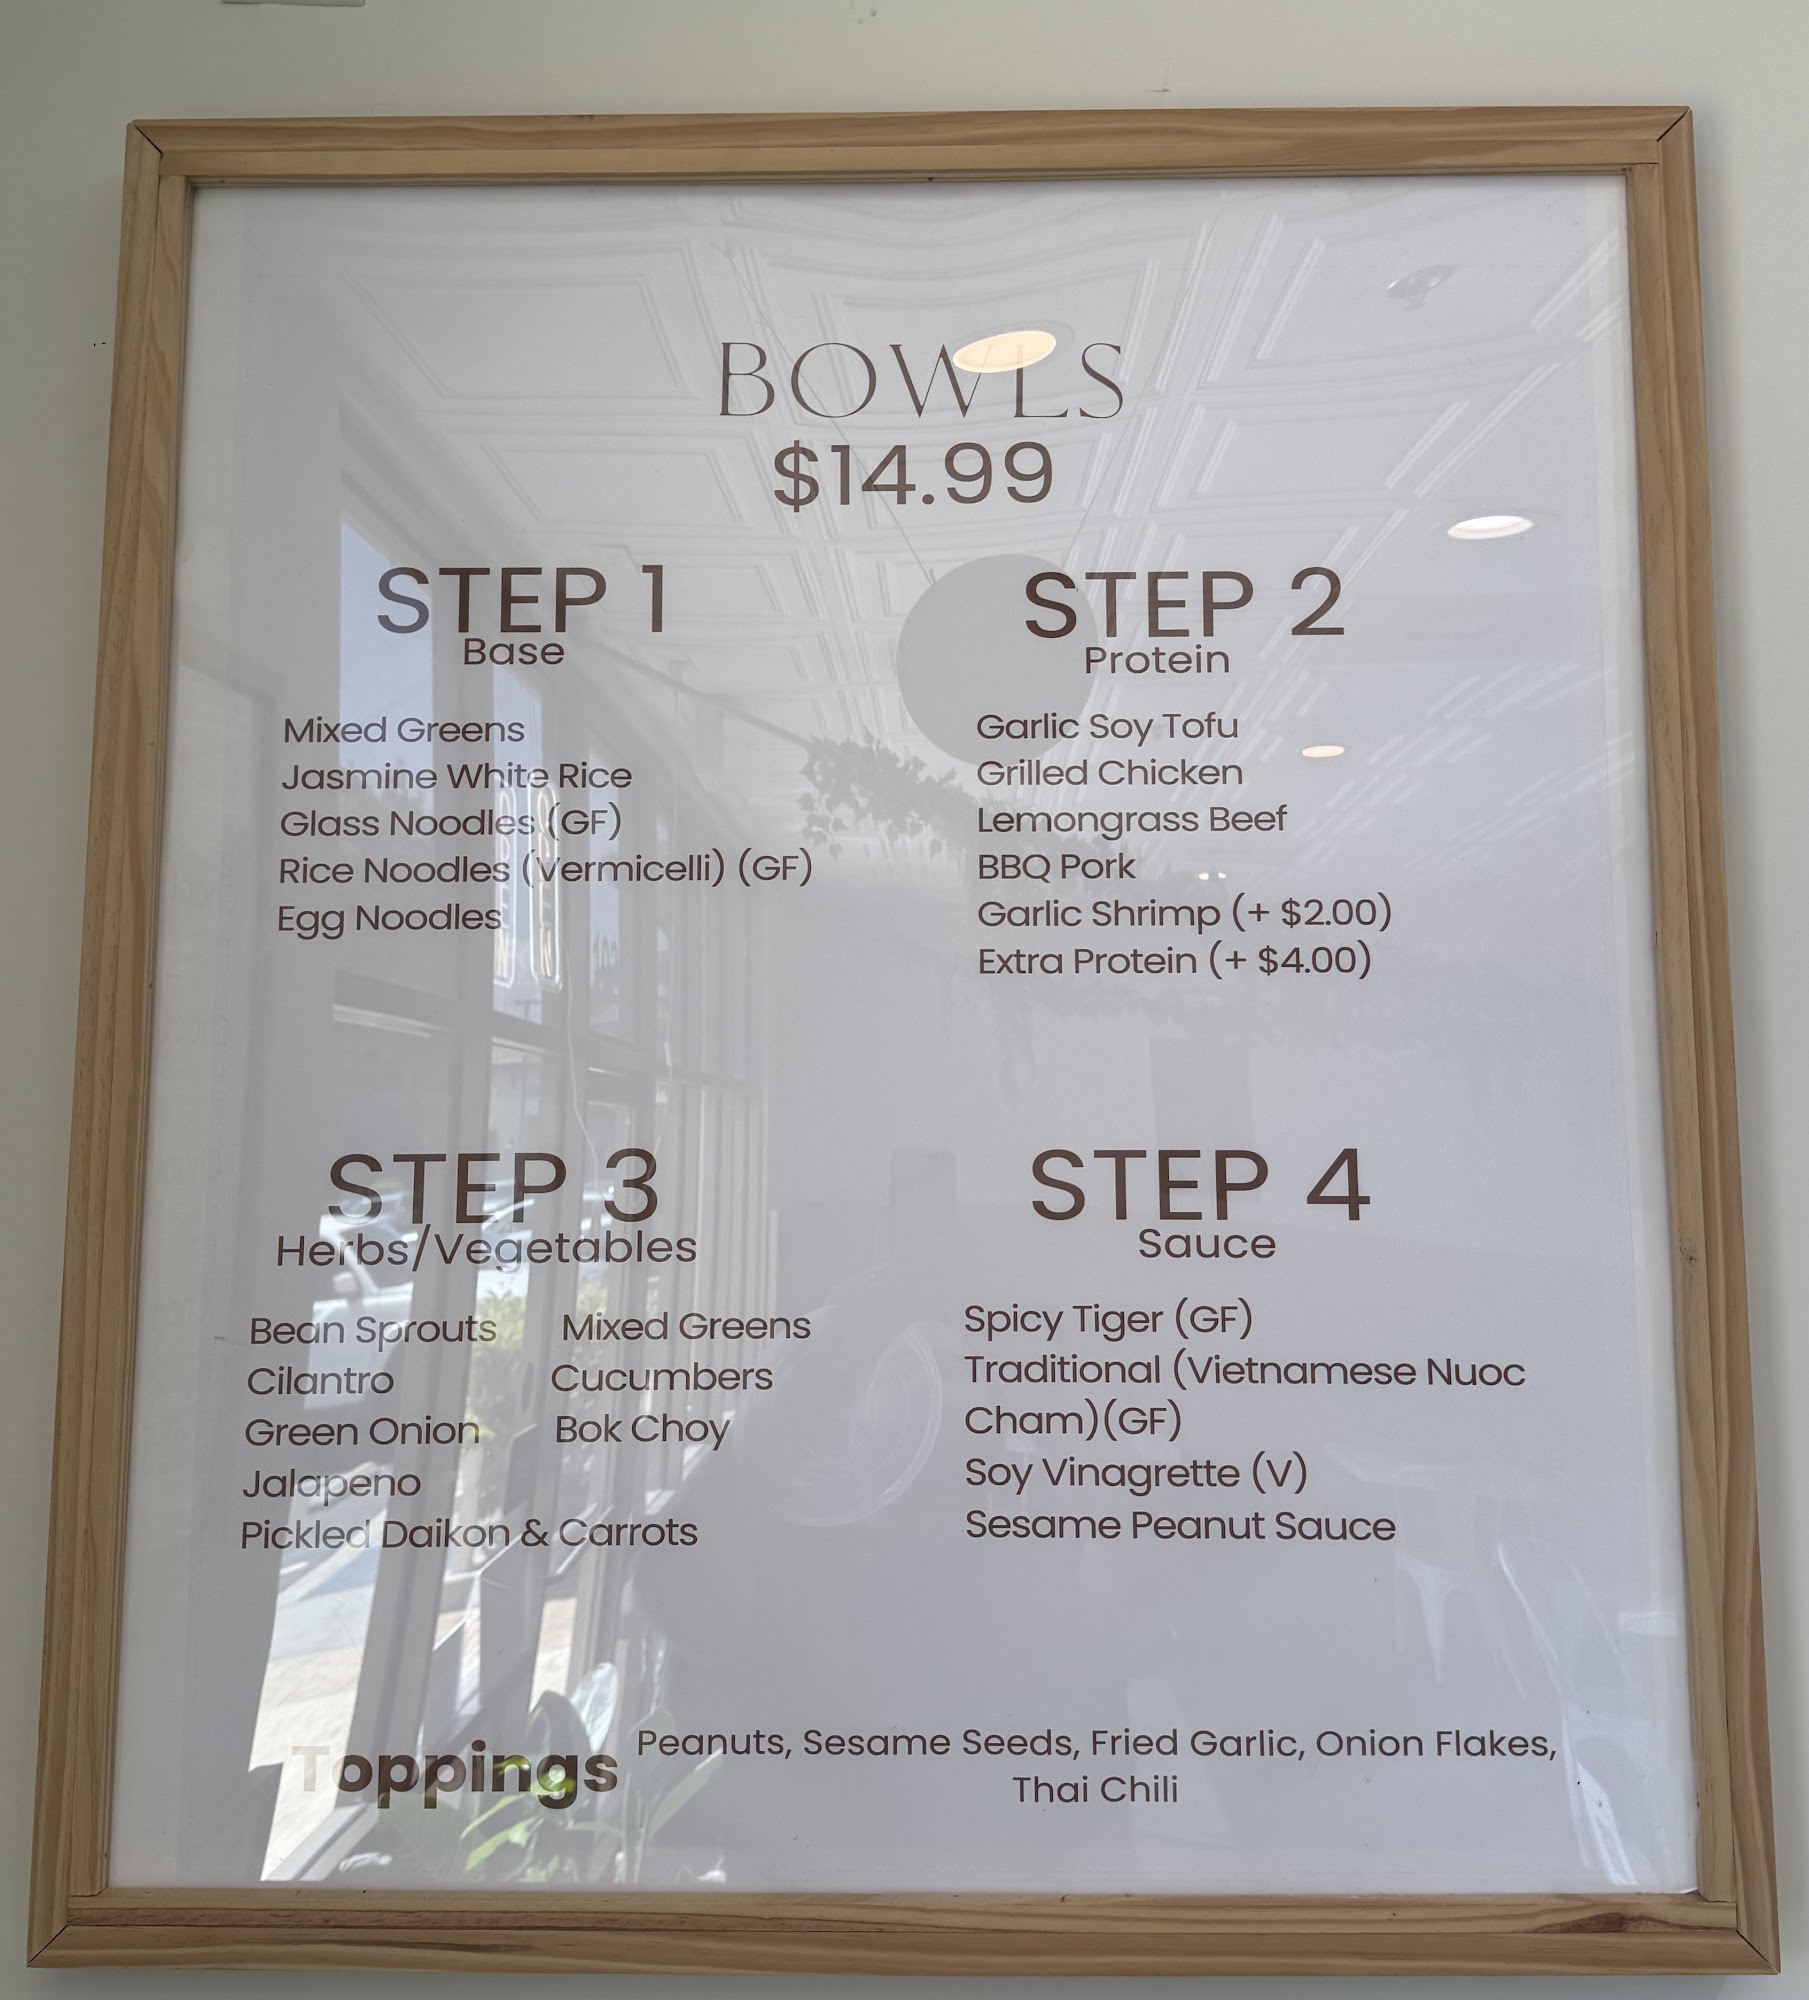 BOWLS
$14.99
STEP 1
Base
Mixed Greens
Jasmine White Rice
Glass Noodles (GF)
Rice Noodles (Vermicelli) (GF)
Egg Noodles
STEP 2
Protein
Garlic Soy Tofu
Grilled Chicken
Lemongrass Beef
BBQ Pork
Garlic Shrimp (+ $2.00)
Extra Protein (+ $4.00)
STEP 3
Herbs/Vegetables
Bean Sprouts Mixed Greens
Cilantro Cucumbers
Green Onion Bok Choy
Jalapeno
Pickled Daikon & Carrots
STEP 4
Sauce
Spicy Tiger (GF)
Traditional (Vietnamese Nuoc
Cham)(GF)
Soy Vinagrette (V)
Sesame Peanut Sauce
Toppings
Peanuts, Sesame Seeds, Fried Garlic, Onion Flakes,
Thai Chili